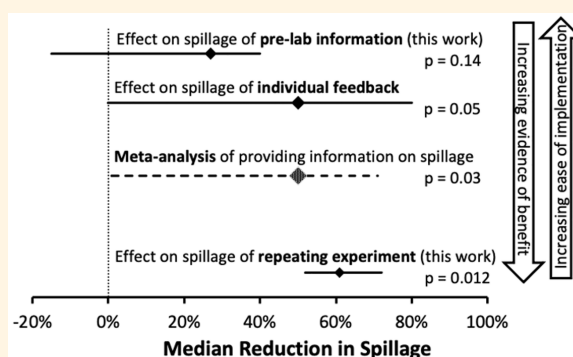 Effect on spillage of pre-lab information (this work)
p = 0.14
Effect on spillage of individual feedback
p = 0.05
Meta-analysis of providing information on spillage
p = 0.03
Effect on spillage of repeating experiment (this work)
p = 0.012
-20% 0% 20% 40% 60% 80% 100%
Median Reduction in Spillage
Increasing evidence of benefit
Increasing ease of implementation